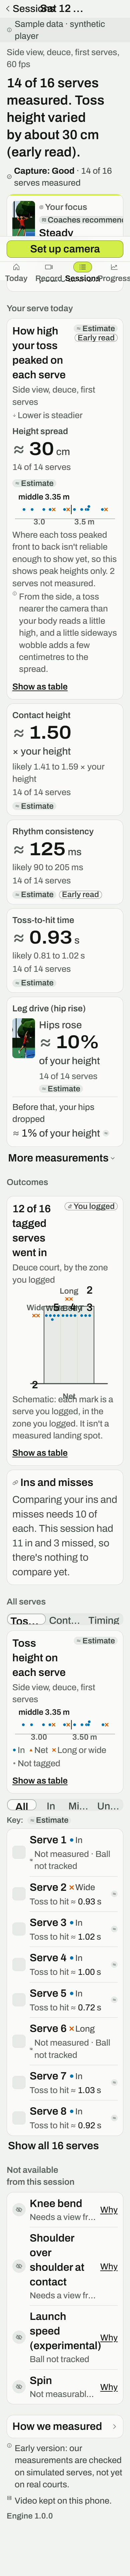 Sessions
Sample data · synthetic
player
Side view, deuce, first serves,
60 fps
14 of 16 serves
measured. Toss
height varied
by about 30 cm
(early read).
Capture: Good · 14 of 16
serves measured
Your focus
Steady
Set up camera
Today
Sessions
Progress
Your serve today
How high
your toss
peaked on
each serve
Estimate
Early read
Side view, deuce, first
serves
Lower is steadier
Height spread
≈ 30 cm
14 of 14 serves
Estimate
middle 3.35 m
3.0 3.5 m
Where each toss peaked
front to back isn't reliable
enough to show yet, so this
shows peak heights only. 2
serves not measured.
From the side, a toss
nearer the camera than
your body reads a little
high, and a little sideways
wobble adds a few
centimetres to the
spread.
Show as table
Contact height
≈ 1.50
× your height
likely 1.41 to 1.59 × your
height
14 of 14 serves
Estimate
Rhythm consistency
≈ 125 ms
likely 90 to 205 ms
14 of 14 serves
Estimate Early read
Toss-to-hit time
≈ 0.93 s
likely 0.81 to 1.02 s
14 of 14 serves
Estimate
Leg drive (hip rise)
Hips rose
≈ 10%
of your height
14 of 14 serves
Estimate
Before that, your hips
dropped
≈ 1% of your height
More measurements
Outcomes
12 of 16
tagged
serves
went in
You logged
Deuce court, by the zone
you logged
Long 2
Wide
5
4
3
2
Net
Schematic: each mark is a
serve you logged, in the
zone you logged. It isn't a
measured landing spot.
Show as table
Ins and misses
Comparing your ins and
misses needs 10 of
each. This session had
11 in and 3 missed, so
there's nothing to
compare yet.
All serves
Tos... Cont... Timing
Toss
height on
each serve
Estimate
Side view, deuce, first
serves
middle 3.35 m
3.00 3.50 m
In Net Long or wide
Not tagged
Show as table
All In Mi... Un...
Key: Estimate
Serve 1 In
Not measured · Ball
not tracked
Serve 2 Wide
Toss to hit ≈ 0.93 s
Serve 3 In
Toss to hit ≈ 1.02 s
Serve 4 In
Toss to hit ≈ 1.00 s
Serve 5 In
Toss to hit ≈ 0.72 s
Serve 6 Long
Not measured · Ball
not tracked
Serve 7 In
Toss to hit ≈ 1.03 s
Serve 8 In
Toss to hit ≈ 0.92 s
Show all 16 serves
Not available
from this session
Knee bend
Needs a view fr...
Why
Shoulder
over
shoulder at
contact
Needs a view fr...
Why
Launch
speed
(experimental)
Ball not tracked
Why
Spin
Not measurabl...
Why
How we measured
Early version: our
measurements are checked
on simulated serves, not yet
on real courts.
Video kept on this phone.
Engine 1.0.0